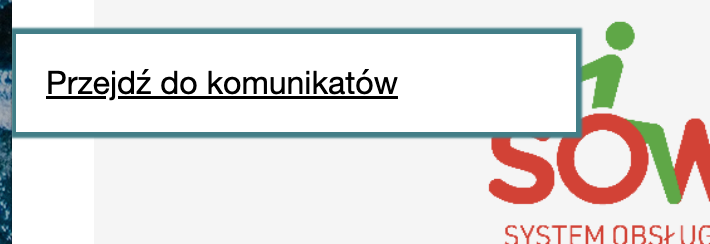 Przejdź do komunikatów
SOW
SYSTEM OBSŁUG